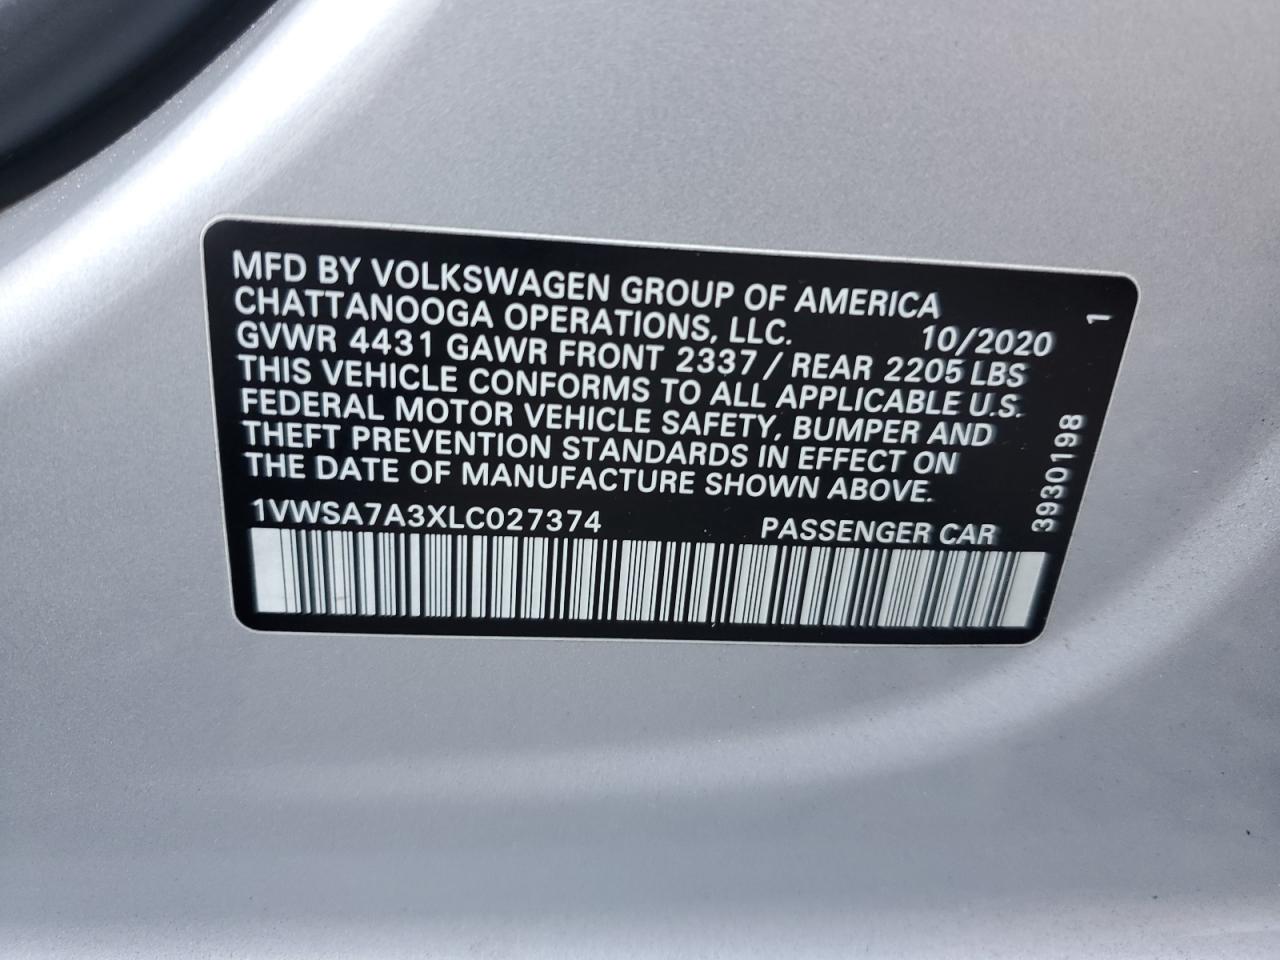 MFD BY VOLKSWAGEN GROUP OF AMERICA
CHATTANOOGA OPERATIONS, LLC. 10/2020 1
GVWR 4431 GAWR FRONT 2337 / REAR 2205 LBS
THIS VEHICLE CONFORMS TO ALL APPLICABLE U.S.
FEDERAL MOTOR VEHICLE SAFETY, BUMPER AND
THEFT PREVENTION STANDARDS IN EFFECT ON
THE DATE OF MANUFACTURE SHOWN ABOVE.
1VWSA7A3XLC027374 PASSENGER CAR
3930198